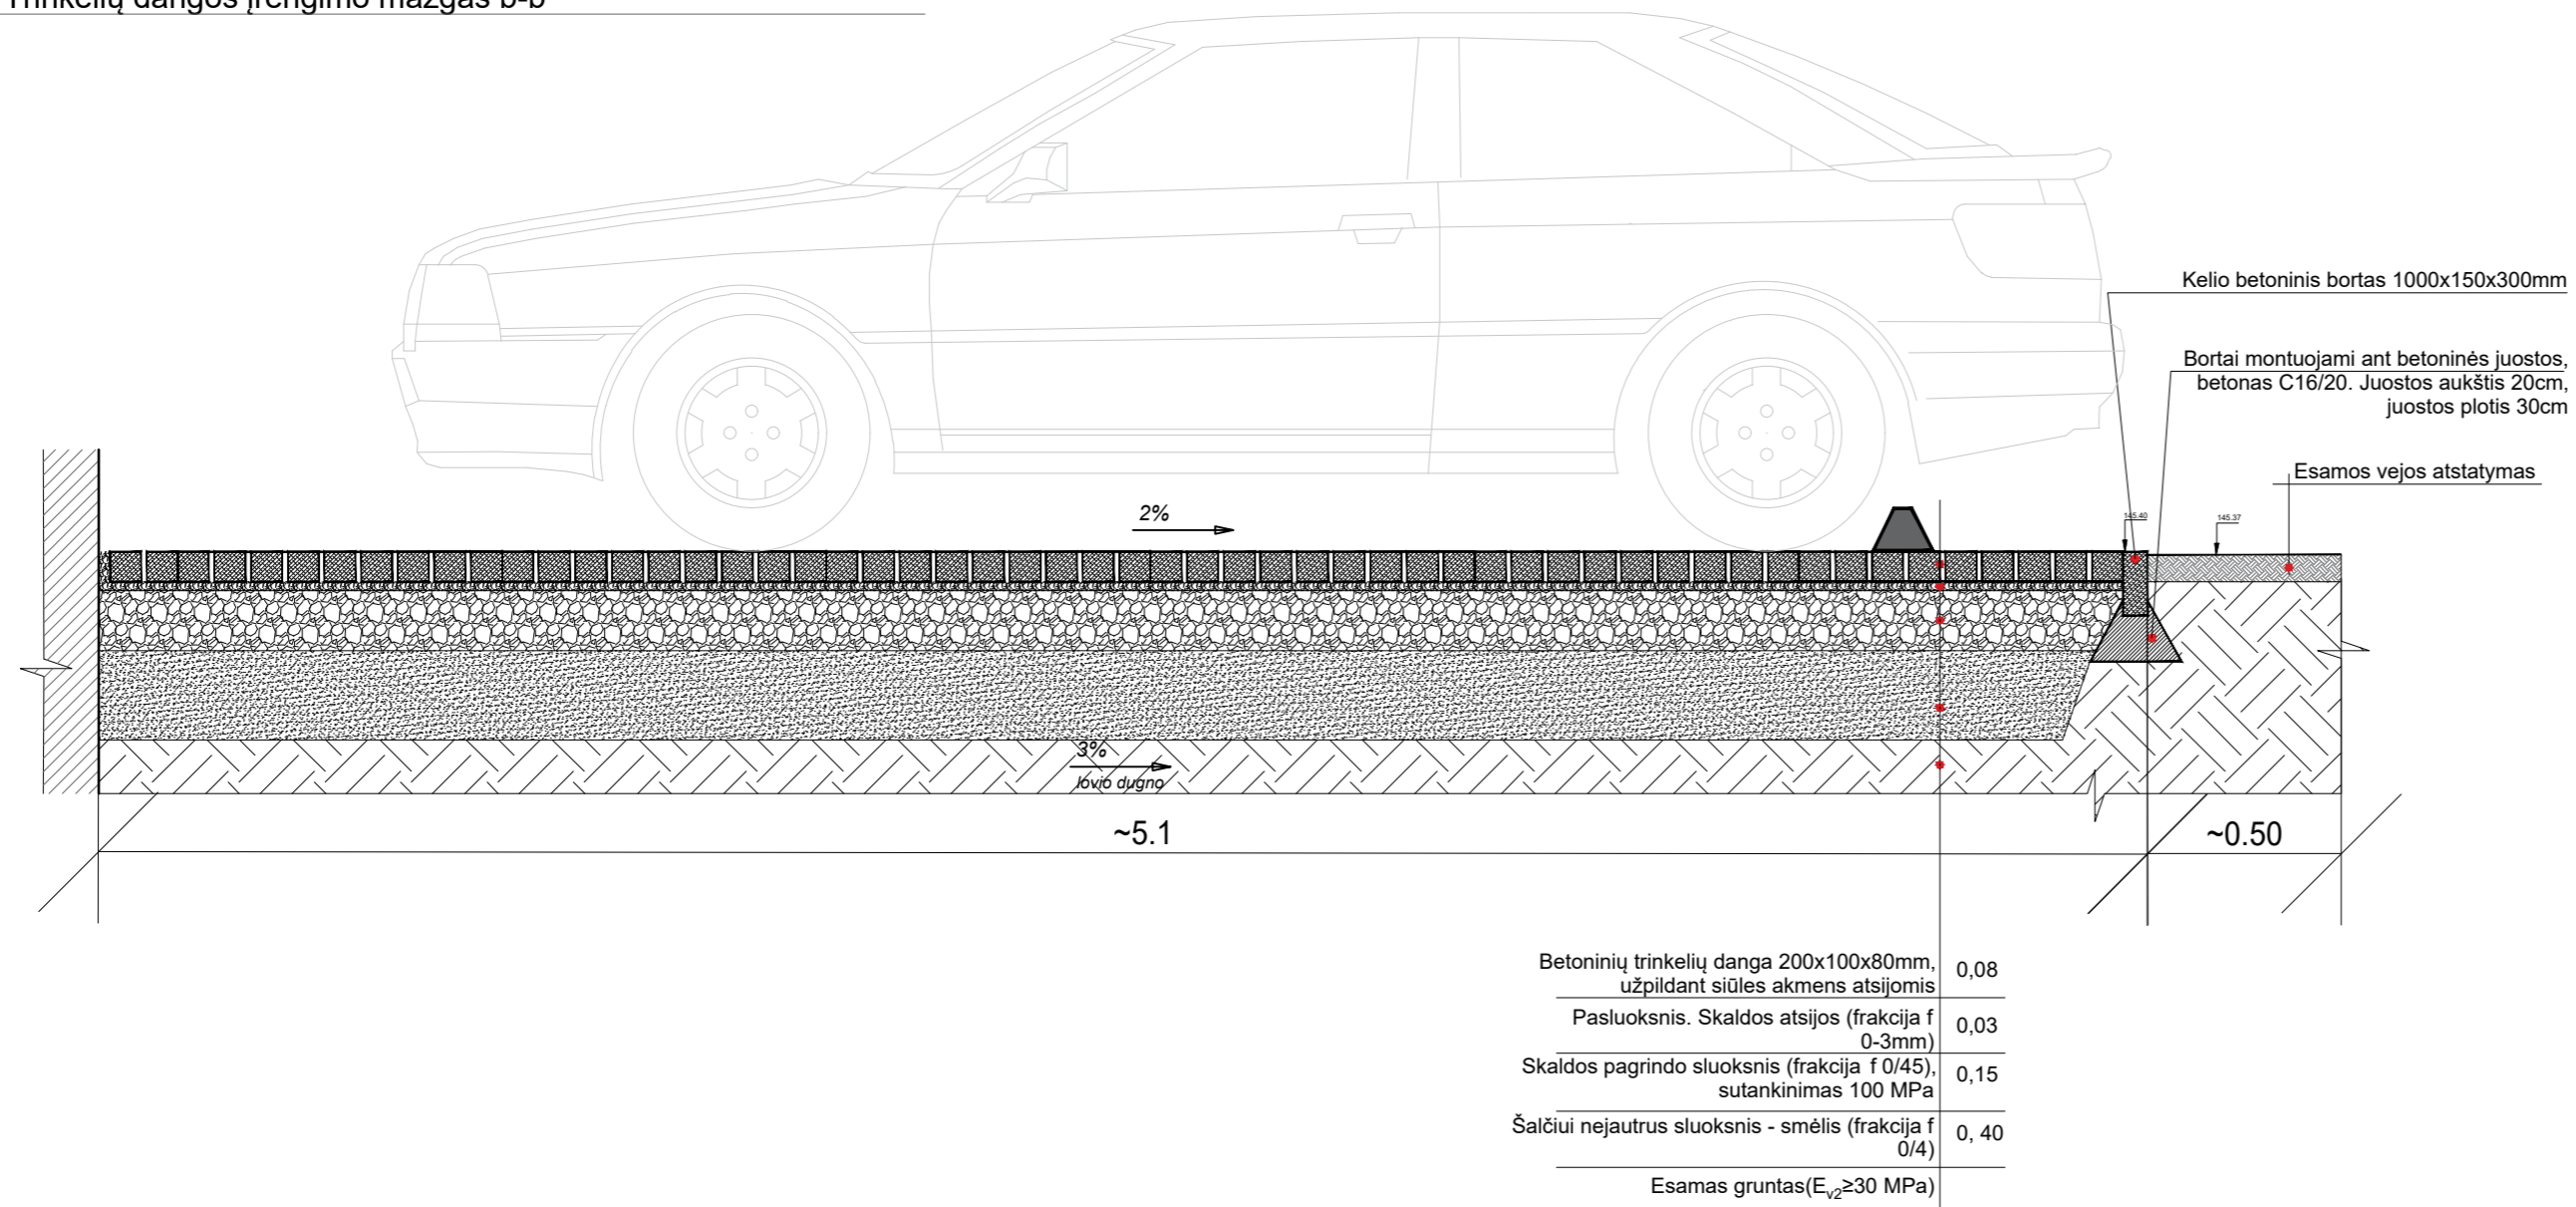 Trinkelių dangos įrengimo mazgas b-b
Kelio betoninis bortas 1000x150x300mm
Bortai montuojami ant betoninės juostos,
betonas C16/20. Juostos aukštis 20cm,
juostos plotis 30cm
Esamos vejos atstatymas
2%
145.40
145.37
3%
lovio dugno
~5.1
~0.50
Betoninių trinkelių danga 200x100x80mm,
užpildant siūles akmens atsijomis
0,08
Pasluoksnis. Skaldos atsijos (frakcija f
0-3mm)
0,03
Skaldos pagrindo sluoksnis (frakcija f 0/45),
sutankinimas 100 MPa
0,15
Šalčiui nejautrus sluoksnis - smėlis (frakcija f
0/4)
0, 40
Esamas gruntas(Ev2≥30 MPa)